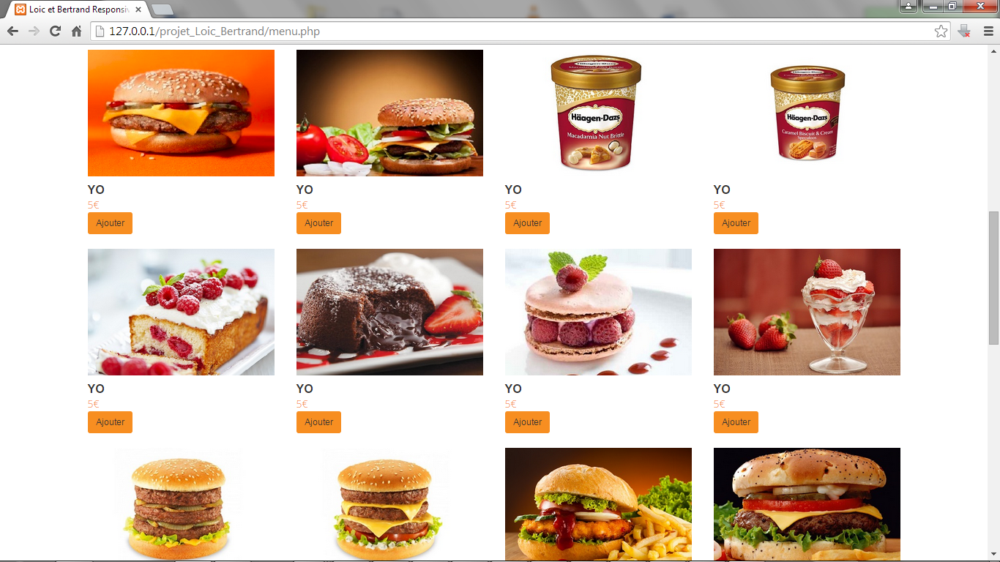 Loic et Bertrand Responsiv
127.0.0.1/projet_Loic_Bertrand/menu.php
Häagen-Dazs
Macadamia Nut Brittle
Häagen-Dazs
Caramel Biscuit & Cream
Speculoos
YO
5€
Ajouter
YO
5€
Ajouter
YO
5€
Ajouter
YO
5€
Ajouter
YO
5€
Ajouter
YO
5€
Ajouter
YO
5€
Ajouter
YO
5€
Ajouter